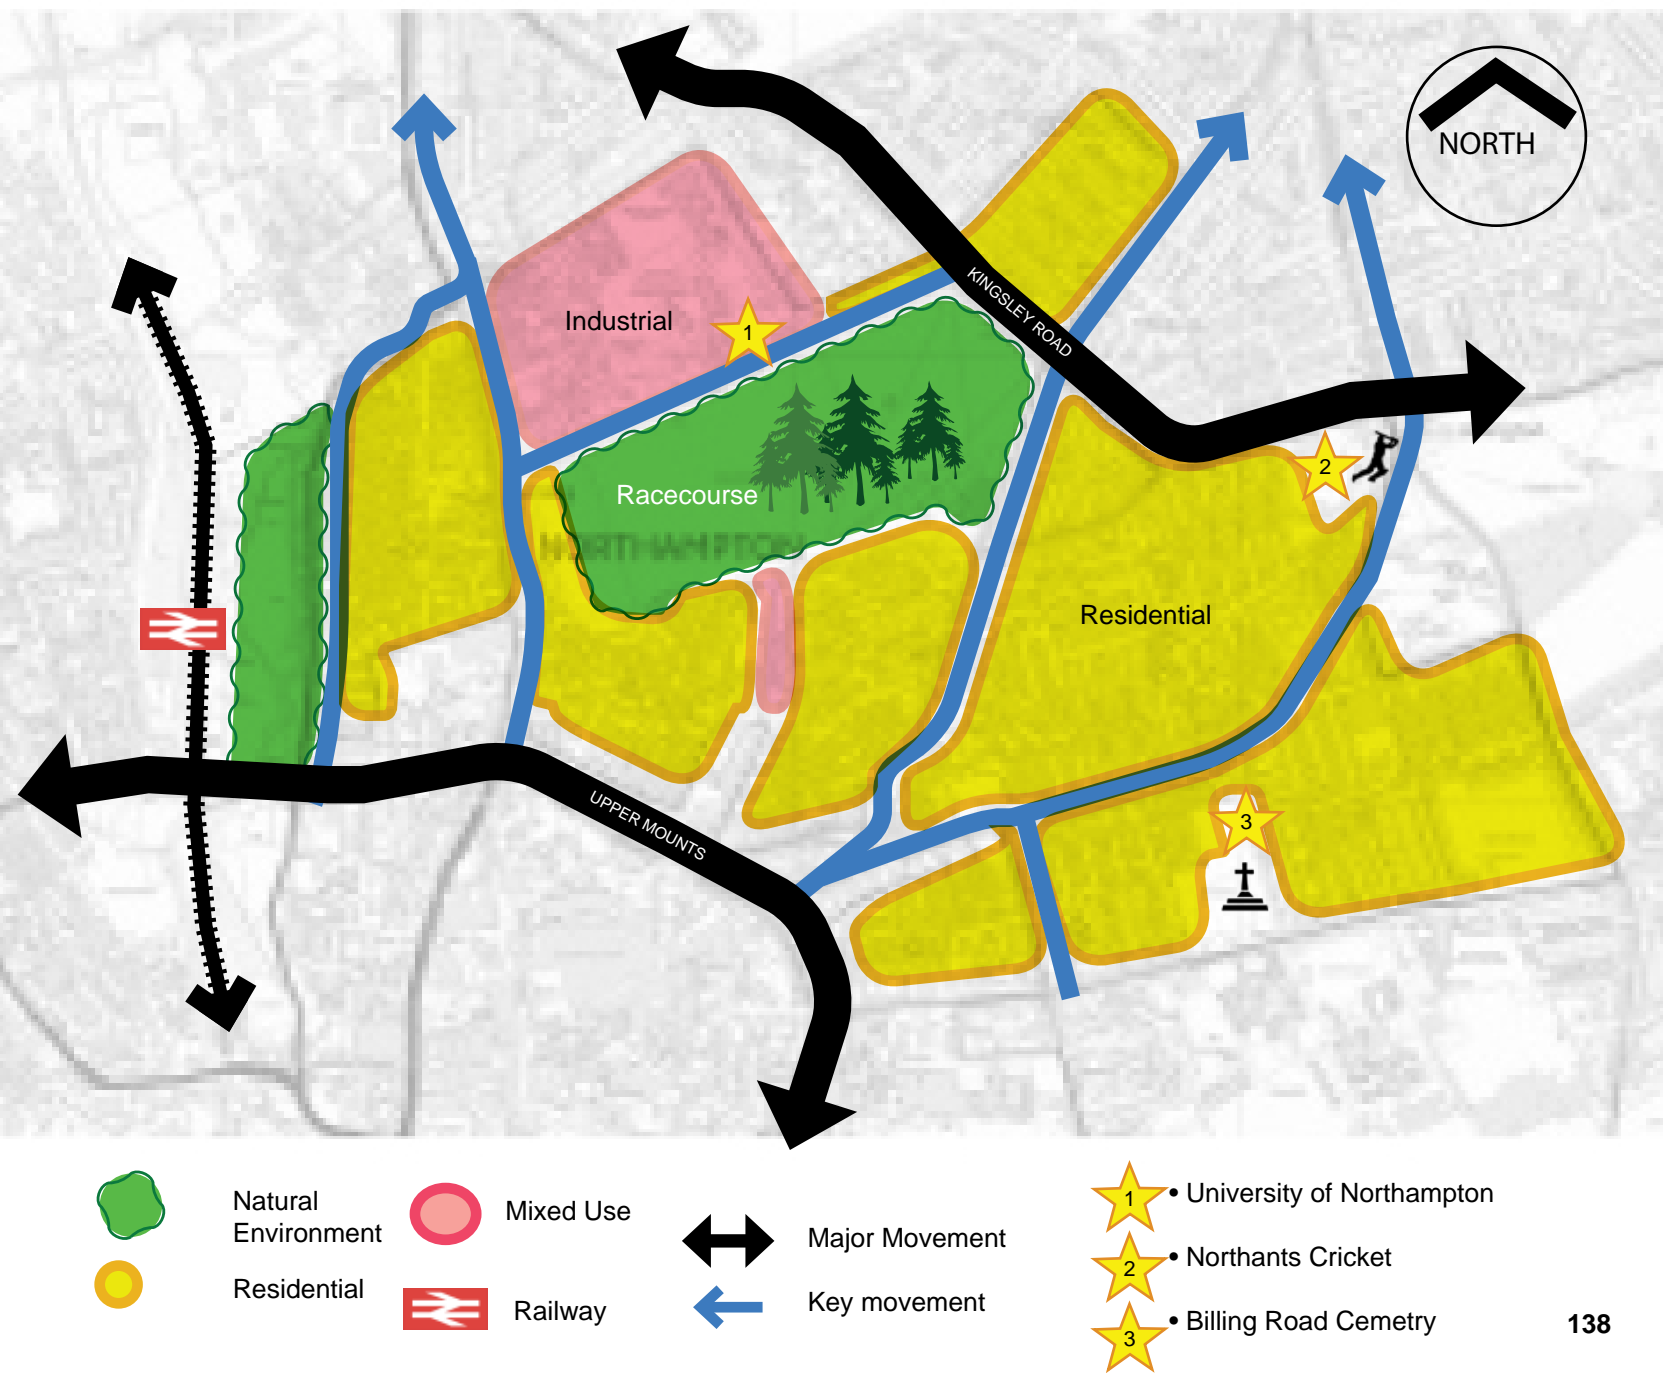 NORTH
KINGSLEY ROAD
Industrial
1
2
Racecourse
NORTHAMPTON
Residential
UPPER MOUNTS
3
Natural
Environment
Residential
Mixed Use
Railway
Major Movement
Key movement
1 • University of Northampton
2 • Northants Cricket
3 • Billing Road Cemetry
138